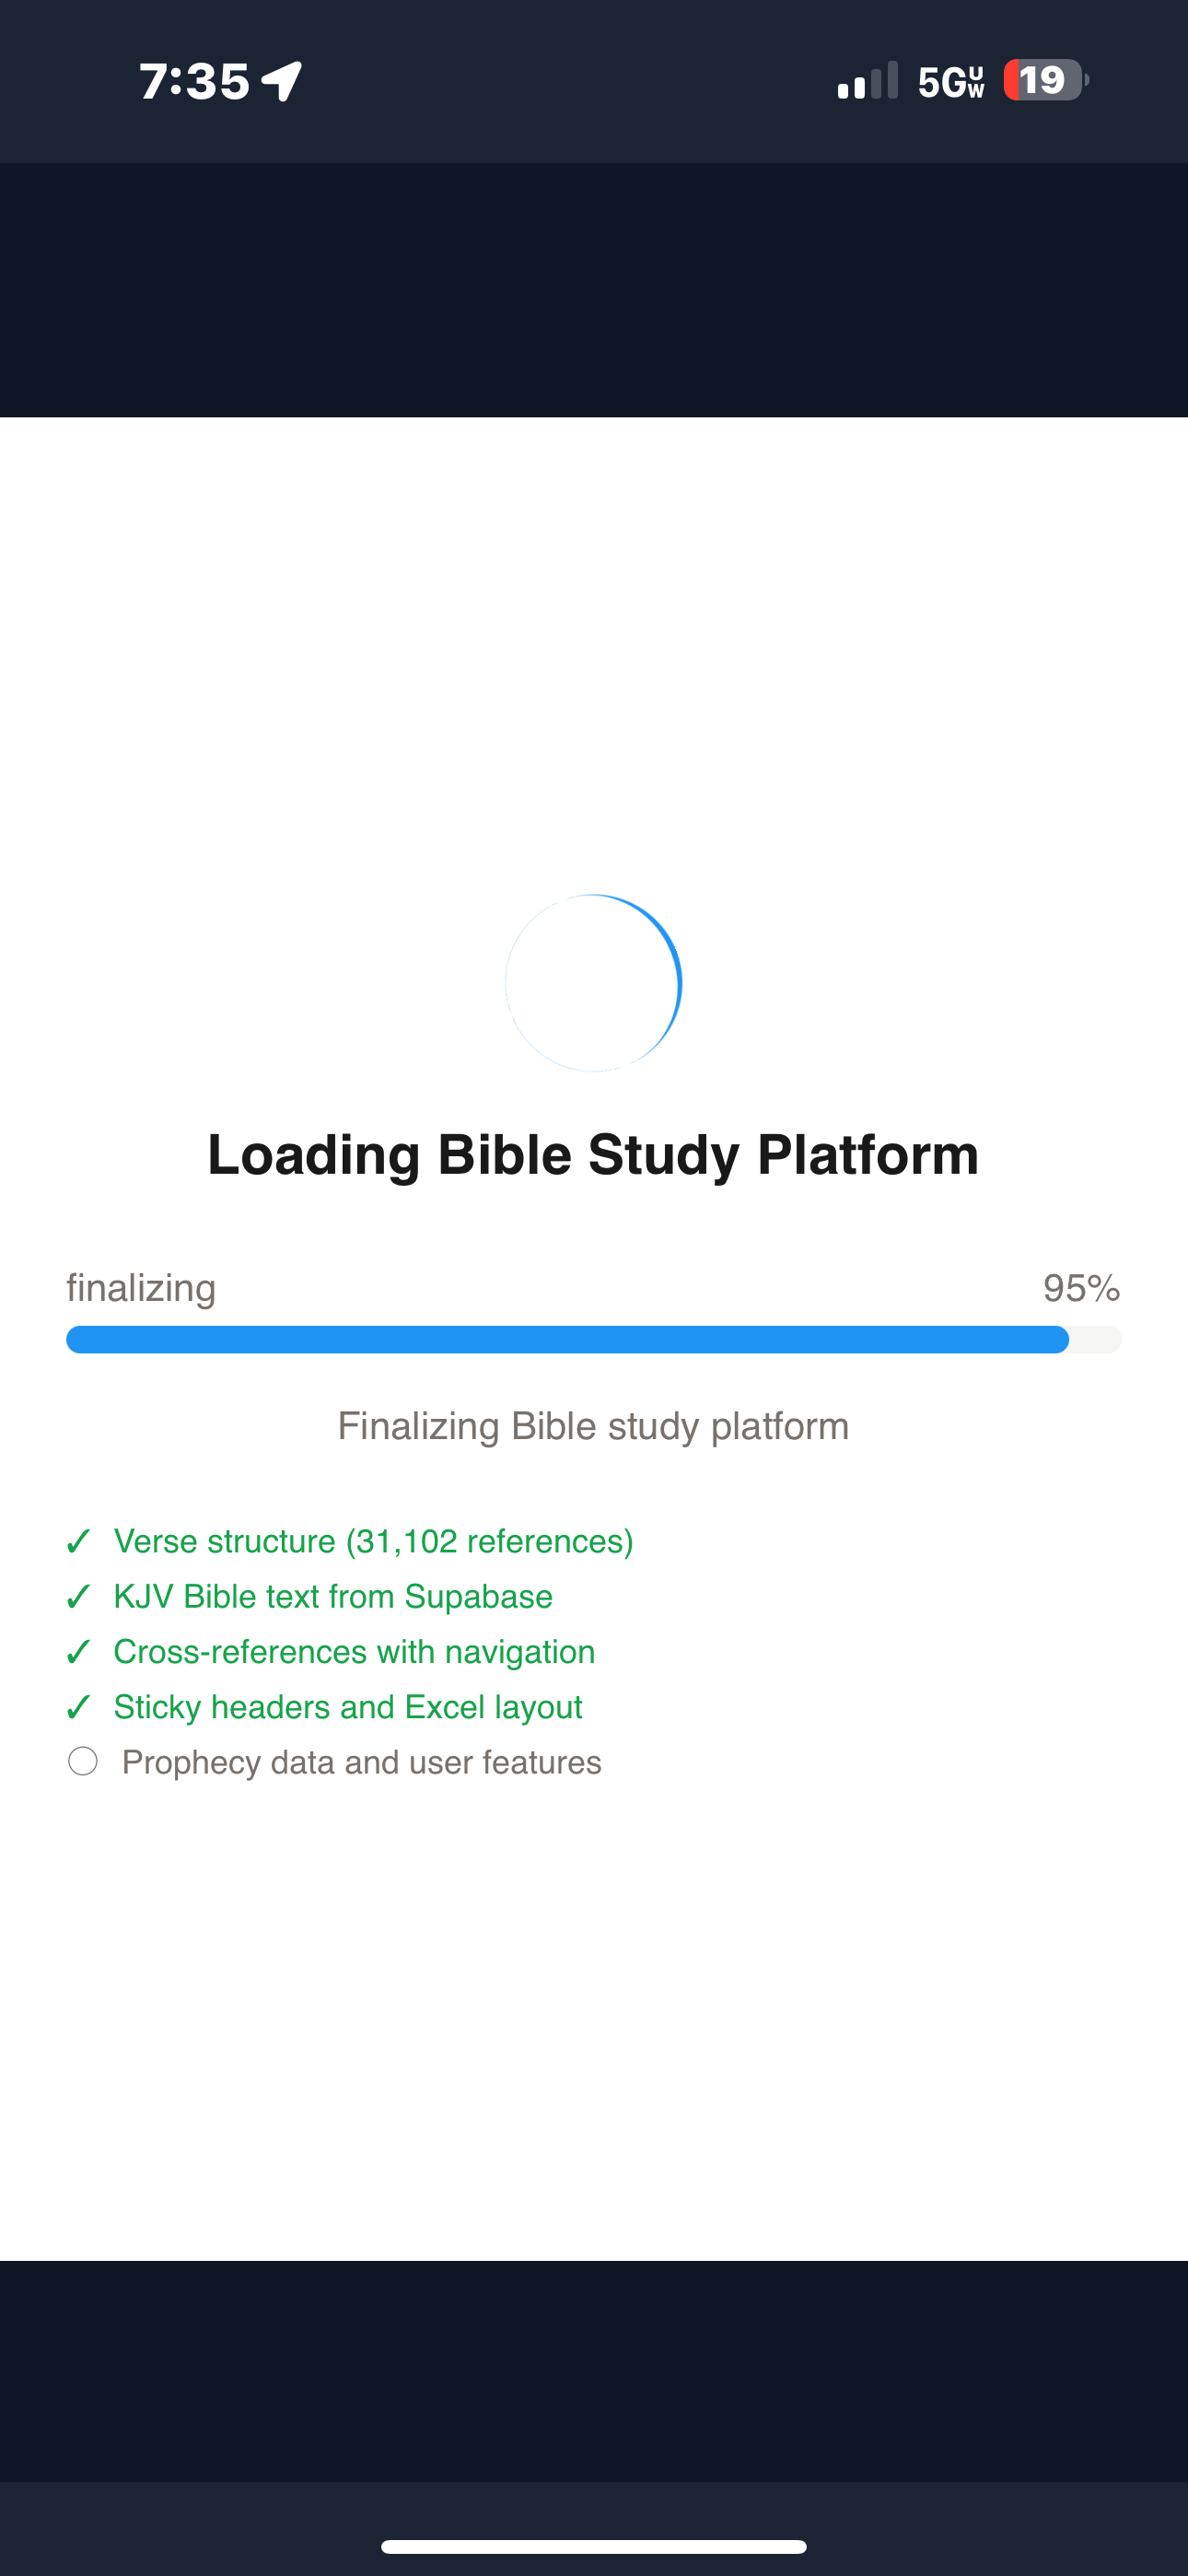 7:35
5G UW 19
Loading Bible Study Platform
finalizing 95%
Finalizing Bible study platform
✓ Verse structure (31,102 references)
✓ KJV Bible text from Supabase
✓ Cross-references with navigation
✓ Sticky headers and Excel layout
○ Prophecy data and user features